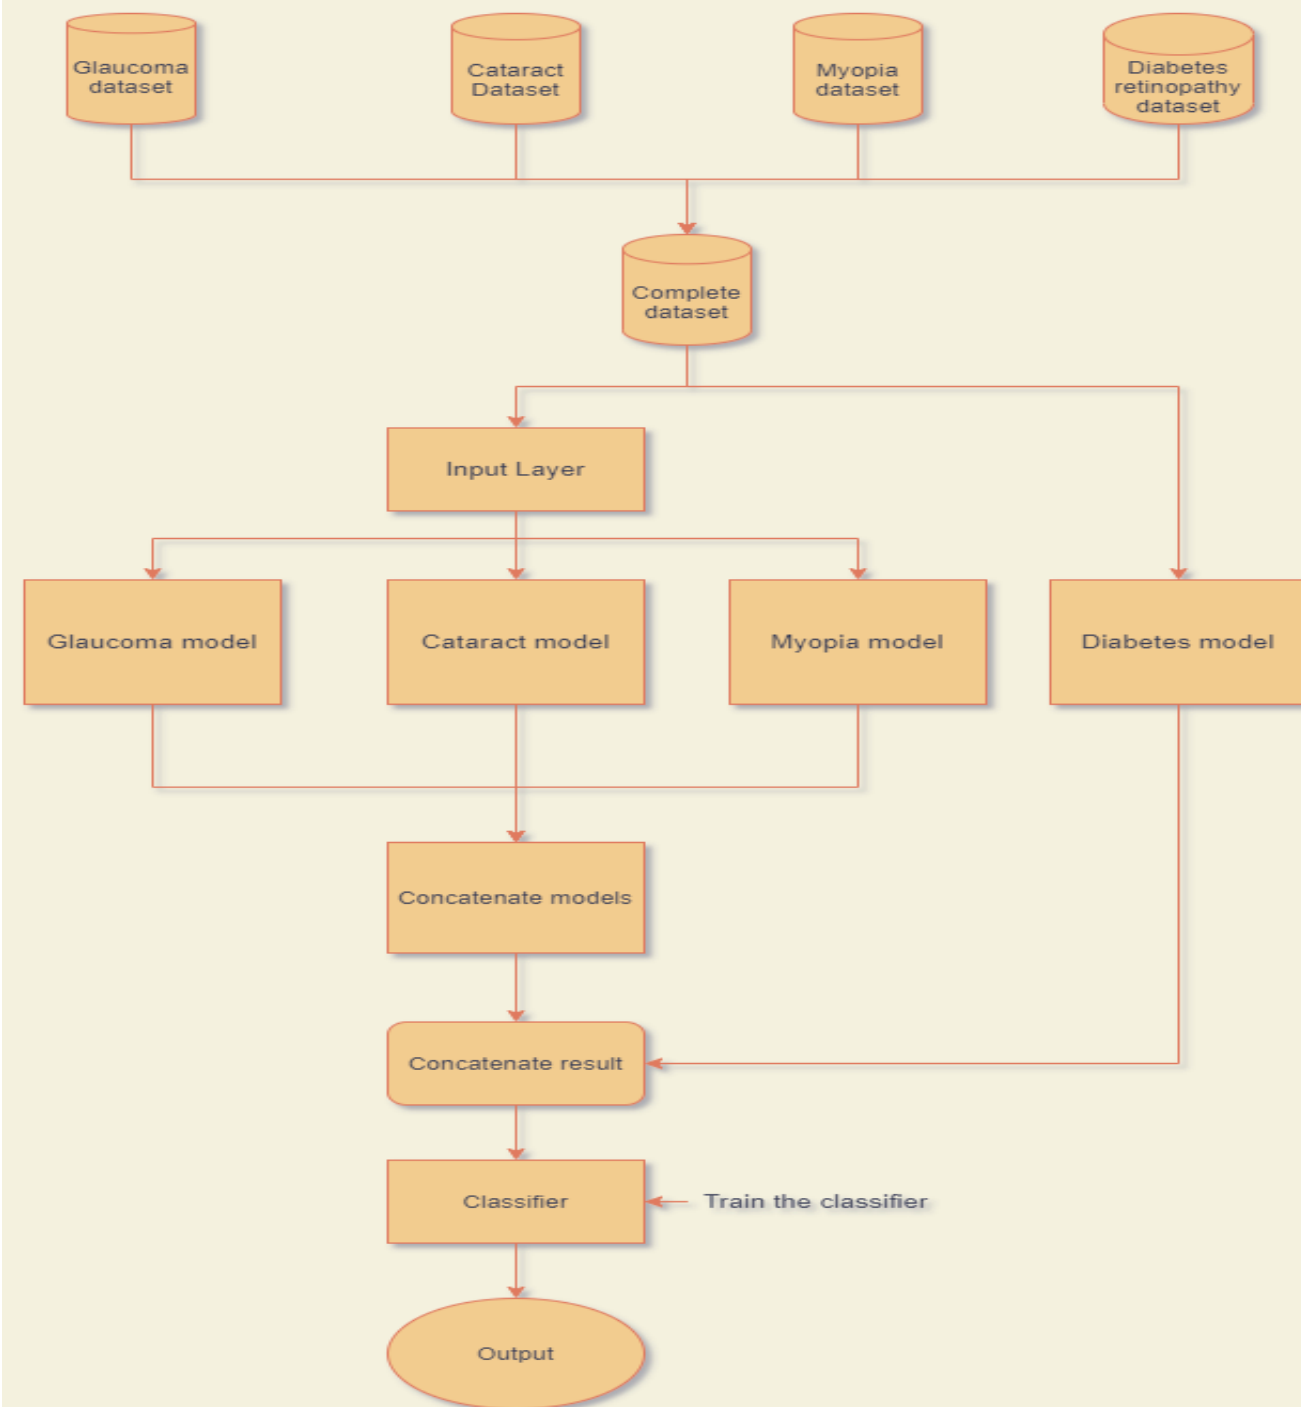 Glaucoma
dataset
Cataract
Dataset
Myopia
dataset
Diabetes
retinopathy
dataset
Complete
dataset
Input Layer
Glaucoma model
Cataract model
Myopia model
Diabetes model
Concatenate models
Concatenate result
Classifier
Train the classifier
Output